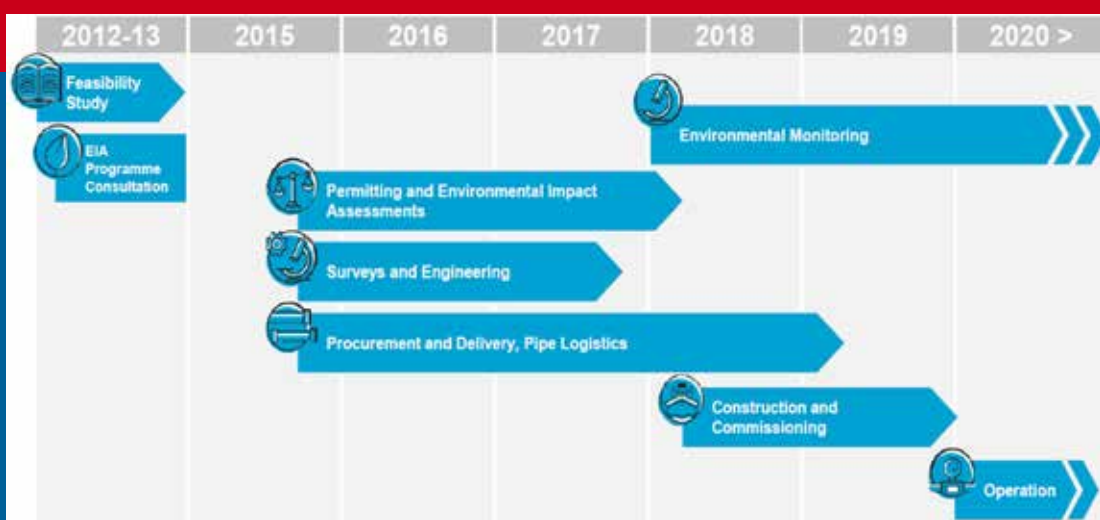 2012-13 2015 2016 2017 2018 2019 2020 >
Feasibility
Study
Environmental Monitoring
EIA
Programme
Consultation
Permitting and Environmental Impact
Assessments
Surveys and Engineering
Procurement and Delivery, Pipe Logistics
Construction and
Commissioning
Operation